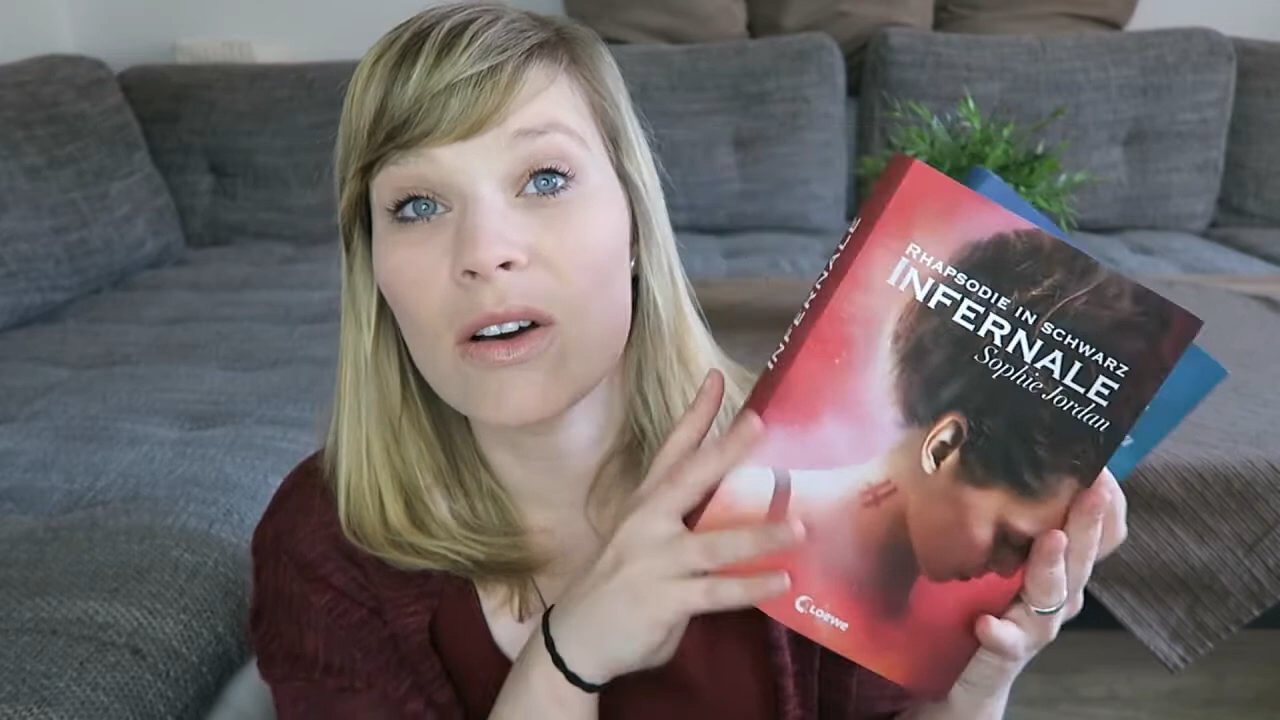 INFERNALE
RHAPSODIE IN SCHWARZ
INFERNALE
Sophie Jordan
LOEWE